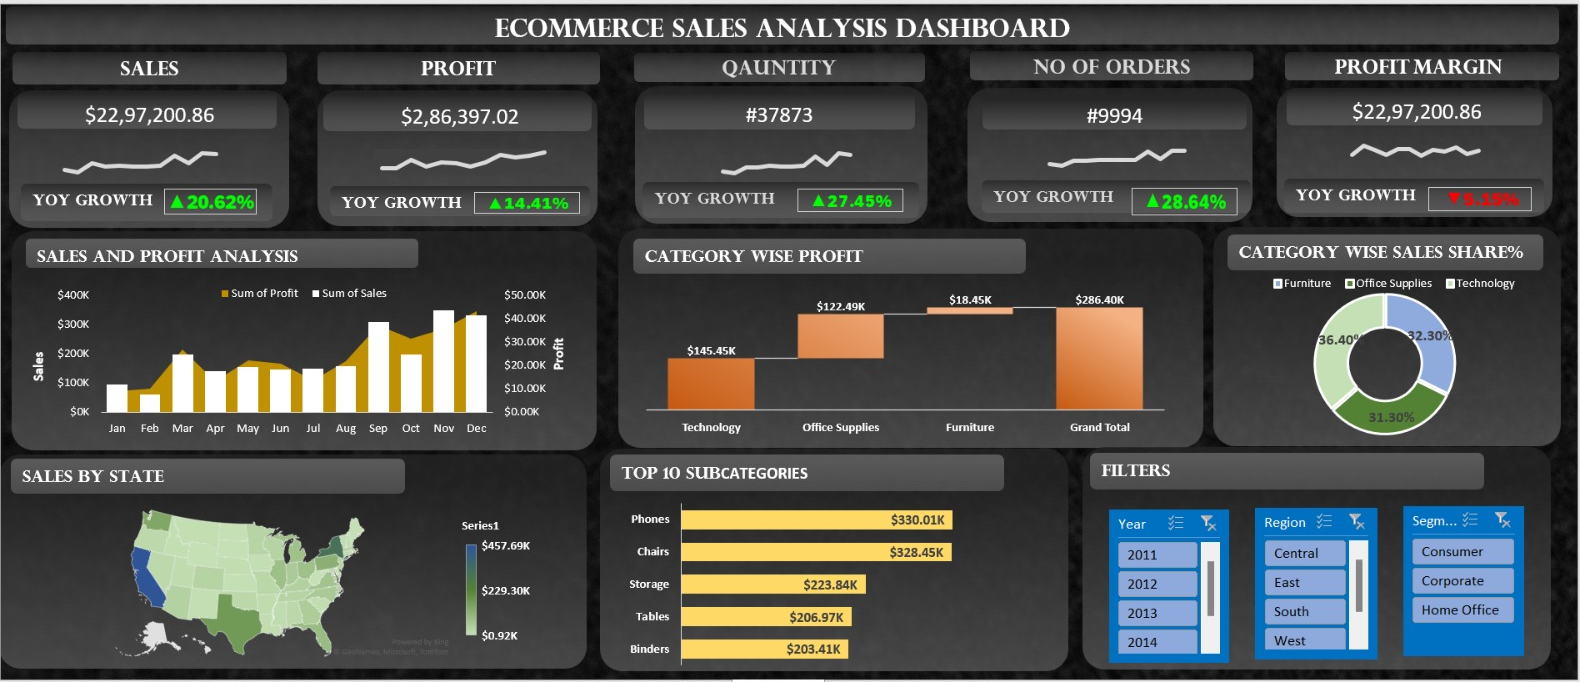 ECOMMERCE SALES ANALYSIS DASHBOARD
SALES
$22,97,200.86
YOY GROWTH ▲20.62%
PROFIT
$2,86,397.02
YOY GROWTH ▲14.41%
QAUNTITY
#37873
YOY GROWTH ▲27.45%
NO OF ORDERS
#9994
YOY GROWTH ▲28.64%
PROFIT MARGIN
$22,97,200.86
YOY GROWTH
SALES AND PROFIT ANALYSIS
Sum of Profit Sum of Sales
$400K
$300K
$200K
$100K
$0K
Sales
$50.00K
$40.00K
$30.00K
$20.00K
$10.00K
$0.00K
Profit
Jan Feb Mar Apr May Jun Jul Aug Sep Oct Nov Dec
CATEGORY WISE PROFIT
$145.45K
$122.49K
$18.45K
$286.40K
Technology Office Supplies Furniture Grand Total
CATEGORY WISE SALES SHARE%
Furniture Office Supplies Technology
36.40%
32.30%
31.30%
SALES BY STATE
Series1
$457.69K
$229.30K
$0.92K
Powered by Bing
© GeoNames, Microsoft, TomTom
TOP 10 SUBCATEGORIES
Phones $330.01K
Chairs $328.45K
Storage $223.84K
Tables $206.97K
Binders $203.41K
FILTERS
Year
2011
2012
2013
2014
Region
Central
East
South
West
Segm...
Consumer
Corporate
Home Office